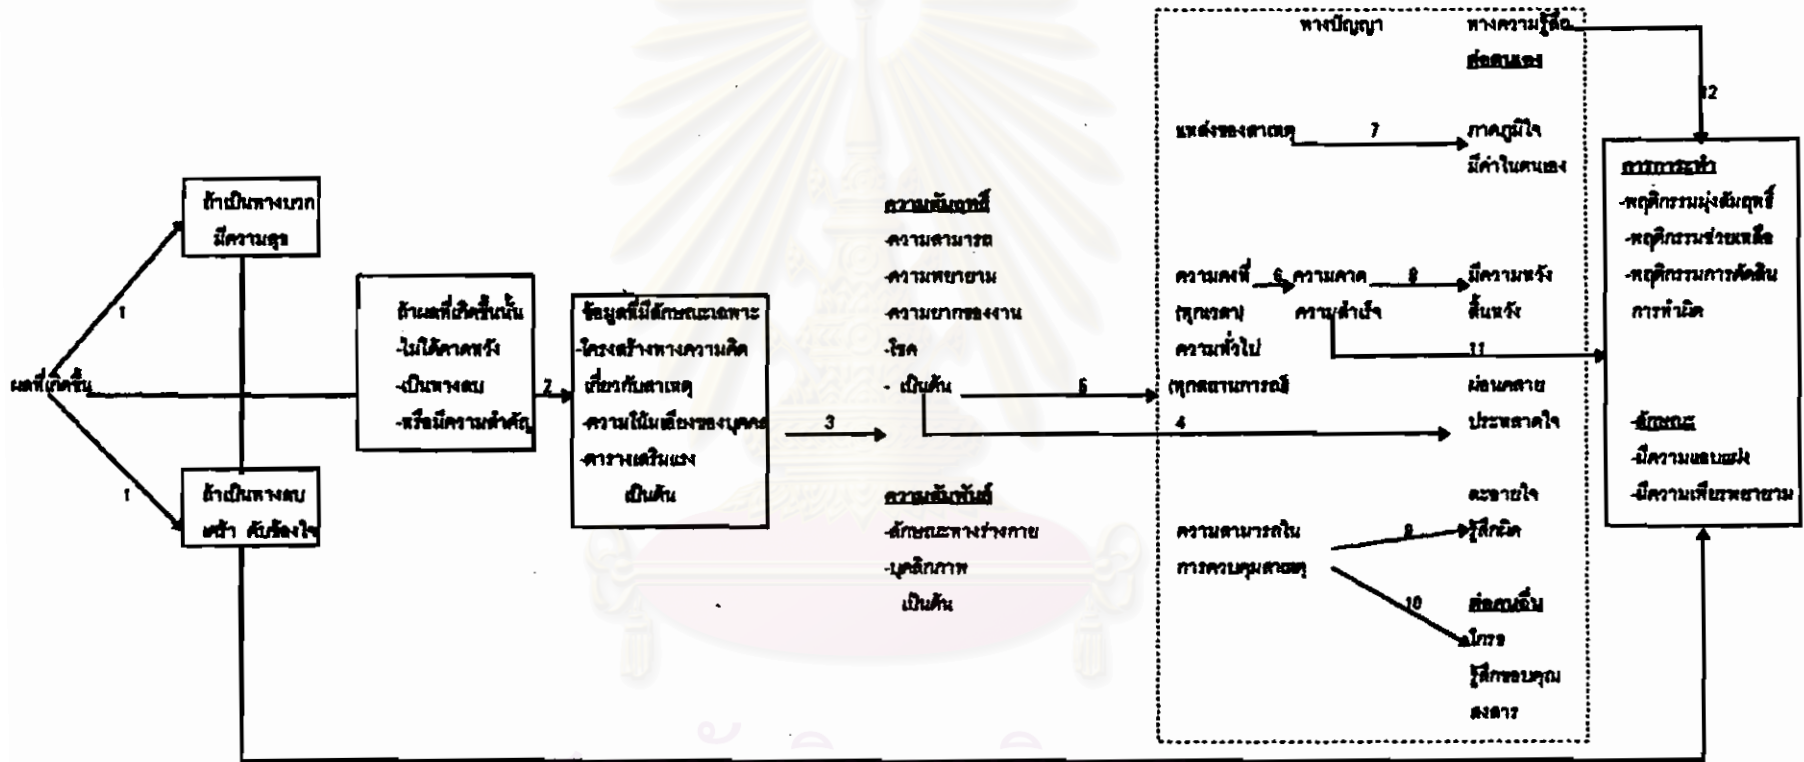 ทางปัญญา
ทางความรู้สึก
ต่อตนเอง
12
แหล่งของสาเหตุ
7
ภาคภูมิใจ
มีค่าในตนเอง
ถ้าเป็นทางบวก
มีความสุข
1
ผลที่เกิดขึ้น
1
ถ้าเป็นทางลบ
เศร้า คับข้องใจ
ถ้าผลที่เกิดขึ้นนั้น
-ไม่ได้คาดหวัง
-เป็นทางลบ
-หรือมีความสำคัญ
2
ข้อมูลที่มีลักษณะเฉพาะ
-โครงสร้างทางความคิด
เกี่ยวกับสาเหตุ
-ความโน้มเอียงของบุคคล
-ตารางเสริมแรง
เป็นต้น
3
ความสัมฤทธิ์
-ความสามารถ
-ความพยายาม
-ความยากของงาน
-โชค
- เป็นต้น
5
4
ความสัมพันธ์
-ลักษณะทางร่างกาย
-บุคลิกภาพ
เป็นต้น
ความคงที่
(ทุกเวลา)
ความทั่วไป
(ทุกสถานการณ์)
6
ความคาด
ความสำเร็จ
8
มีความหวัง
สิ้นหวัง
11
ผ่อนคลาย
ประหลาดใจ
ความสามารถใน
การควบคุมสาเหตุ
9
10
ละอายใจ
รู้สึกผิด
ต่อคนอื่น
โกรธ
รู้สึกขอบคุณ
สงสาร
การกระทำ
-พฤติกรรมมุ่งสัมฤทธิ์
-พฤติกรรมช่วยเหลือ
-พฤติกรรมการตัดสิน
การทำผิด
-ลักษณะ
-มีความแอบแฝง
-มีความเพียรพยายาม